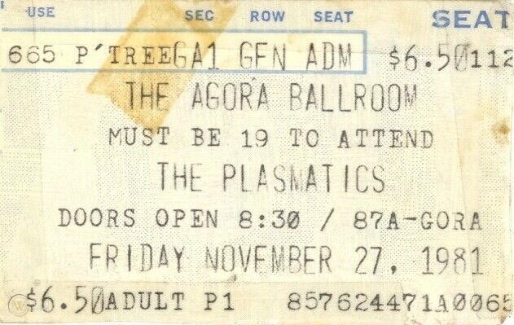 USE SEC ROW SEAT SEAT
665 P'TREEGA1 GEN ADM $6.50112
THE AGORA BALLROOM
MUST BE 19 TO ATTEND
THE PLASMATICS
DOORS OPEN 8:30 / 87A-GORA
FRIDAY NOVEMBER 27, 1981
$6.50ADULT P1 857624471A0065